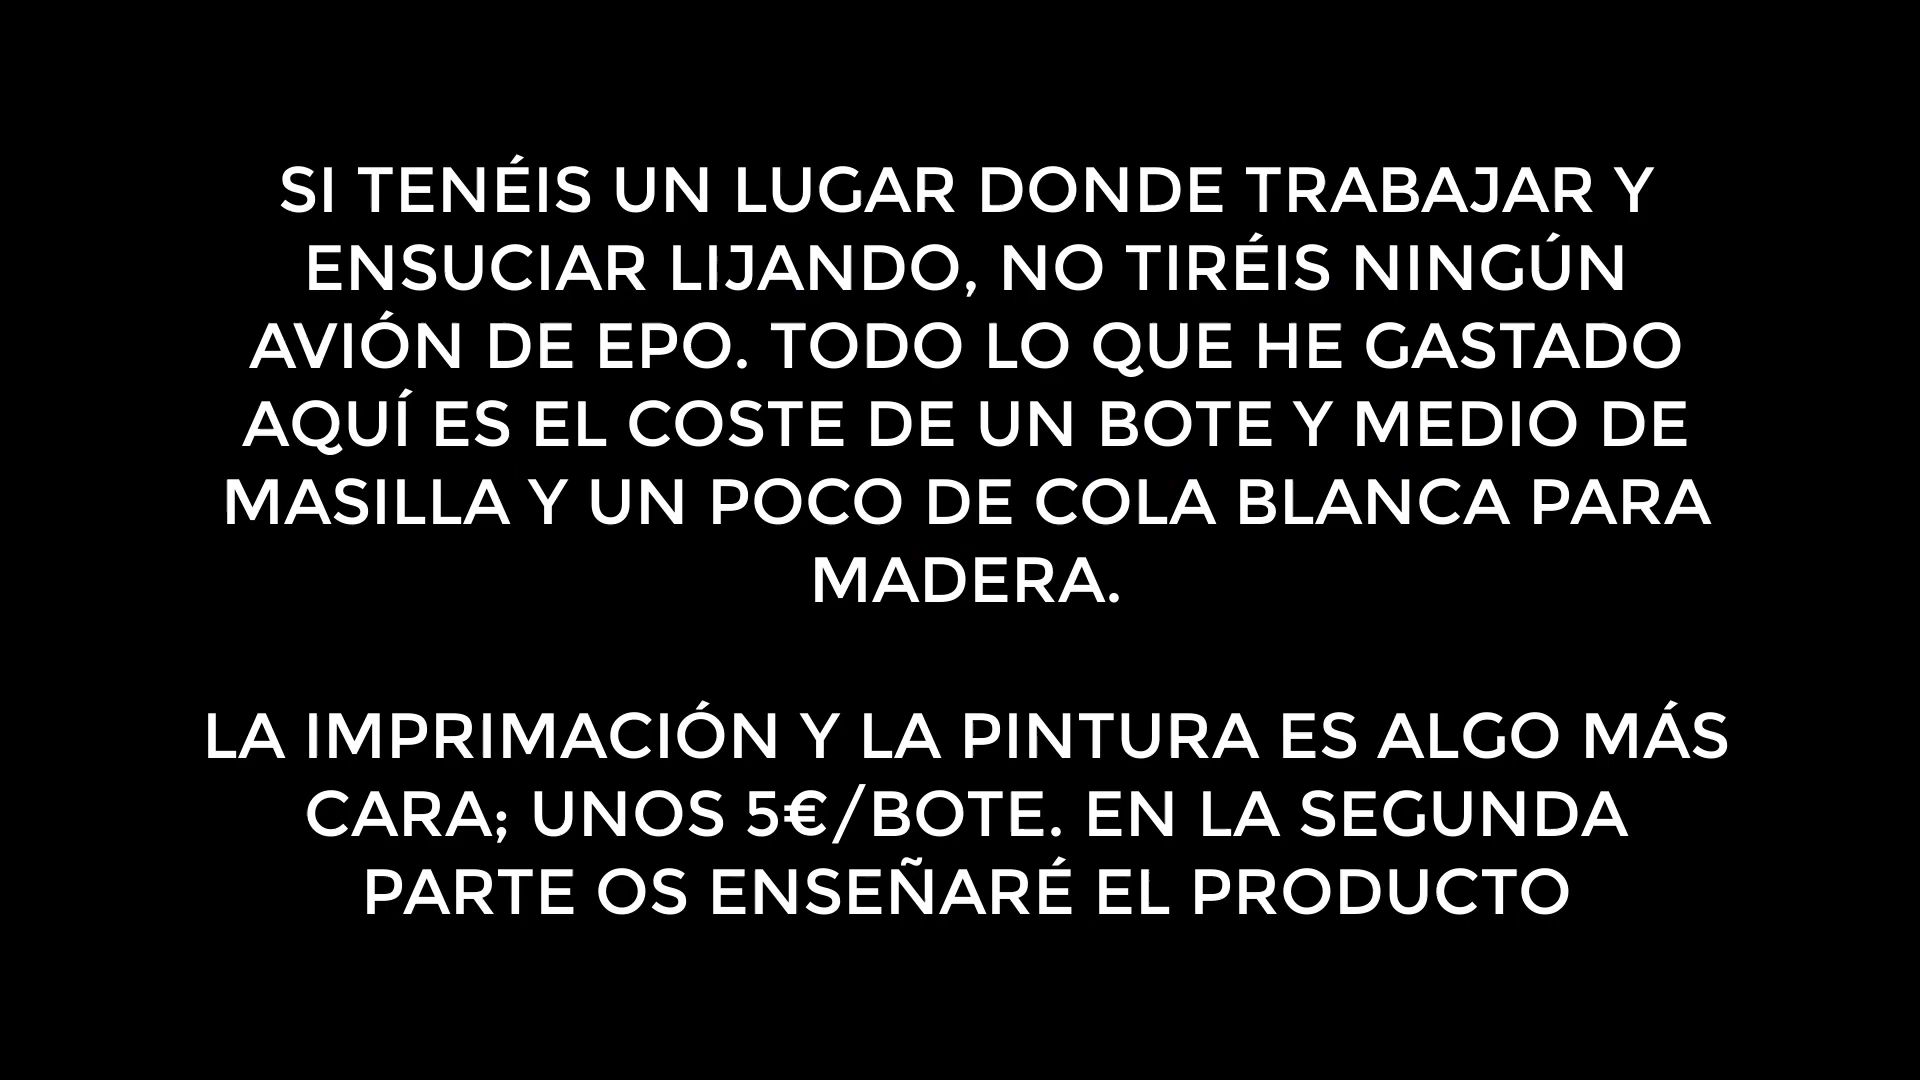 SI TENÉIS UN LUGAR DONDE TRABAJAR Y
ENSUCIAR LIJANDO, NO TIRÉIS NINGÚN
AVIÓN DE EPO. TODO LO QUE HE GASTADO
AQUÍ ES EL COSTE DE UN BOTE Y MEDIO DE
MASILLA Y UN POCO DE COLA BLANCA PARA
MADERA.
LA IMPRIMACIÓN Y LA PINTURA ES ALGO MÁS
CARA; UNOS 5€/BOTE. EN LA SEGUNDA
PARTE OS ENSEÑARÉ EL PRODUCTO